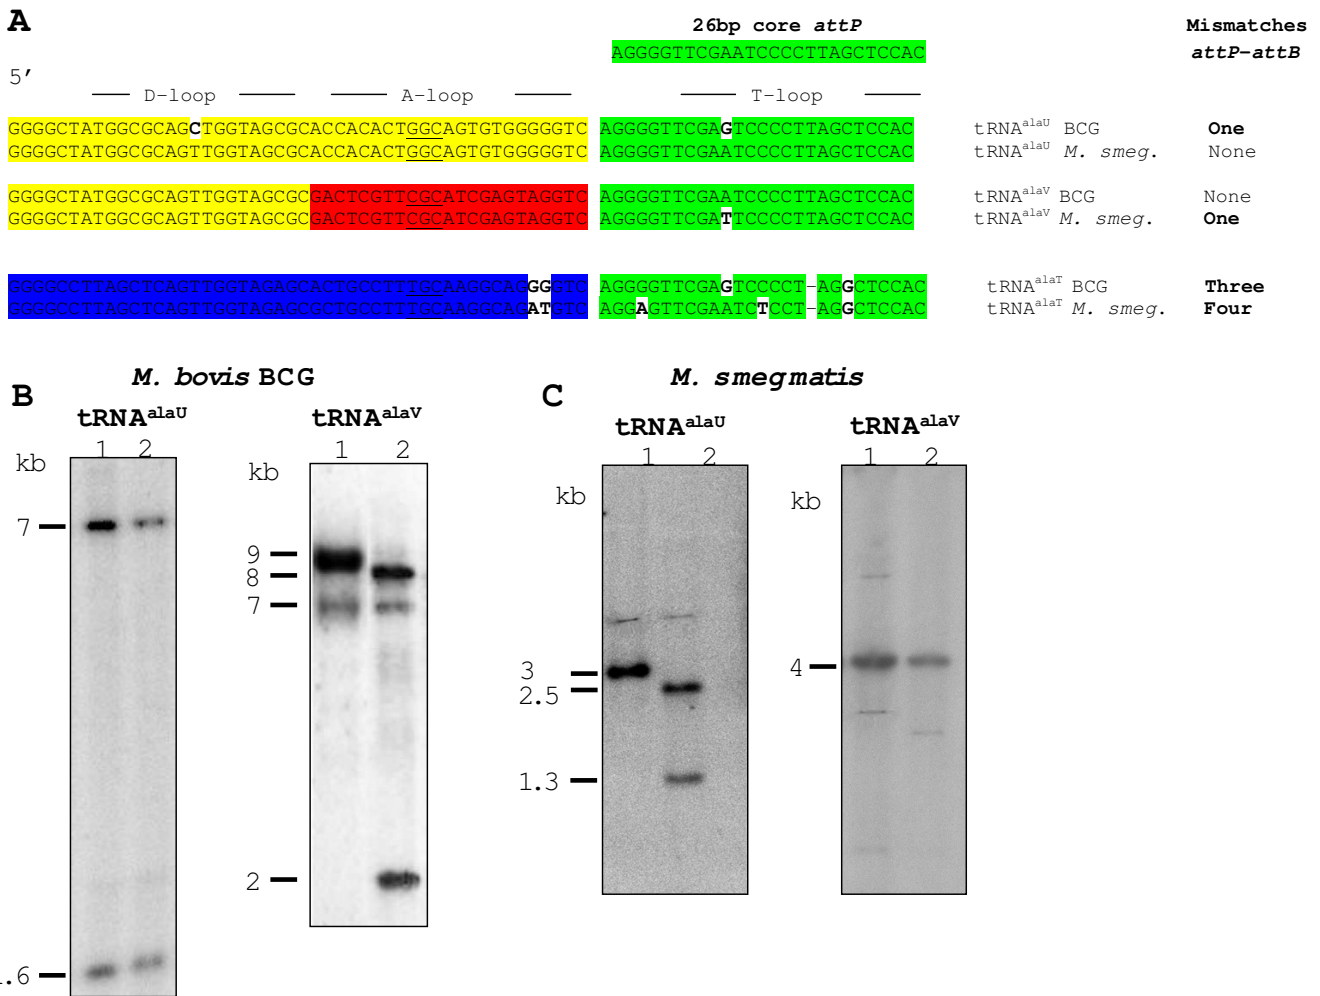 A
26bp core attP
Mismatches
AGGGGTTCGAATCCCCTTAGCTCCAC
attP-attB
5’
D-loop A-loop T-loop
GGGGCTATGGCGCAGCTGGTAGCGCACCACACTGGCAGTGTGGGGGTC AGGGGTTCGAGTCCCCTTAGCTCCAC tRNAalaU BCG One
GGGGCTATGGCGCAGTTGGTAGCGCACCACACTGGCAGTGTGGGGGTC AGGGGTTCGAATCCCCTTAGCTCCAC tRNAalaU M. smeg. None
GGGGCTATGGCGCAGTTGGTAGCGCGACTCGTTCGCATCGAGTAGGTC AGGGGTTCGAATCCCCTTAGCTCCAC tRNAalaV BCG None
GGGGCTATGGCGCAGTTGGTAGCGCGACTCGTTCGCATCGAGTAGGTC AGGGGTTCGATTCCCCTTAGCTCCAC tRNAalaV M. smeg. One
GGGGCCTTAGCTCAGTTGGTAGAGCACTGCCTTTGCAAGGCACGGGTC AGGGGTTCGAGTCCCCT-AGGCTCCAC tRNAalaT BCG Three
AGGAGTTCGAATCTCCT-AGGCTCCAC tRNAalaT M. smeg. Four
M. bovis BCG
M. smegmatis
B
C
tRNAalaU
tRNAalaV
tRNAalaU
tRNAalaV
1 2
1 2
1 2
1 2
kb
7
.6
kb
9
8
7
2
kb
3
2.5
1.3
kb
4